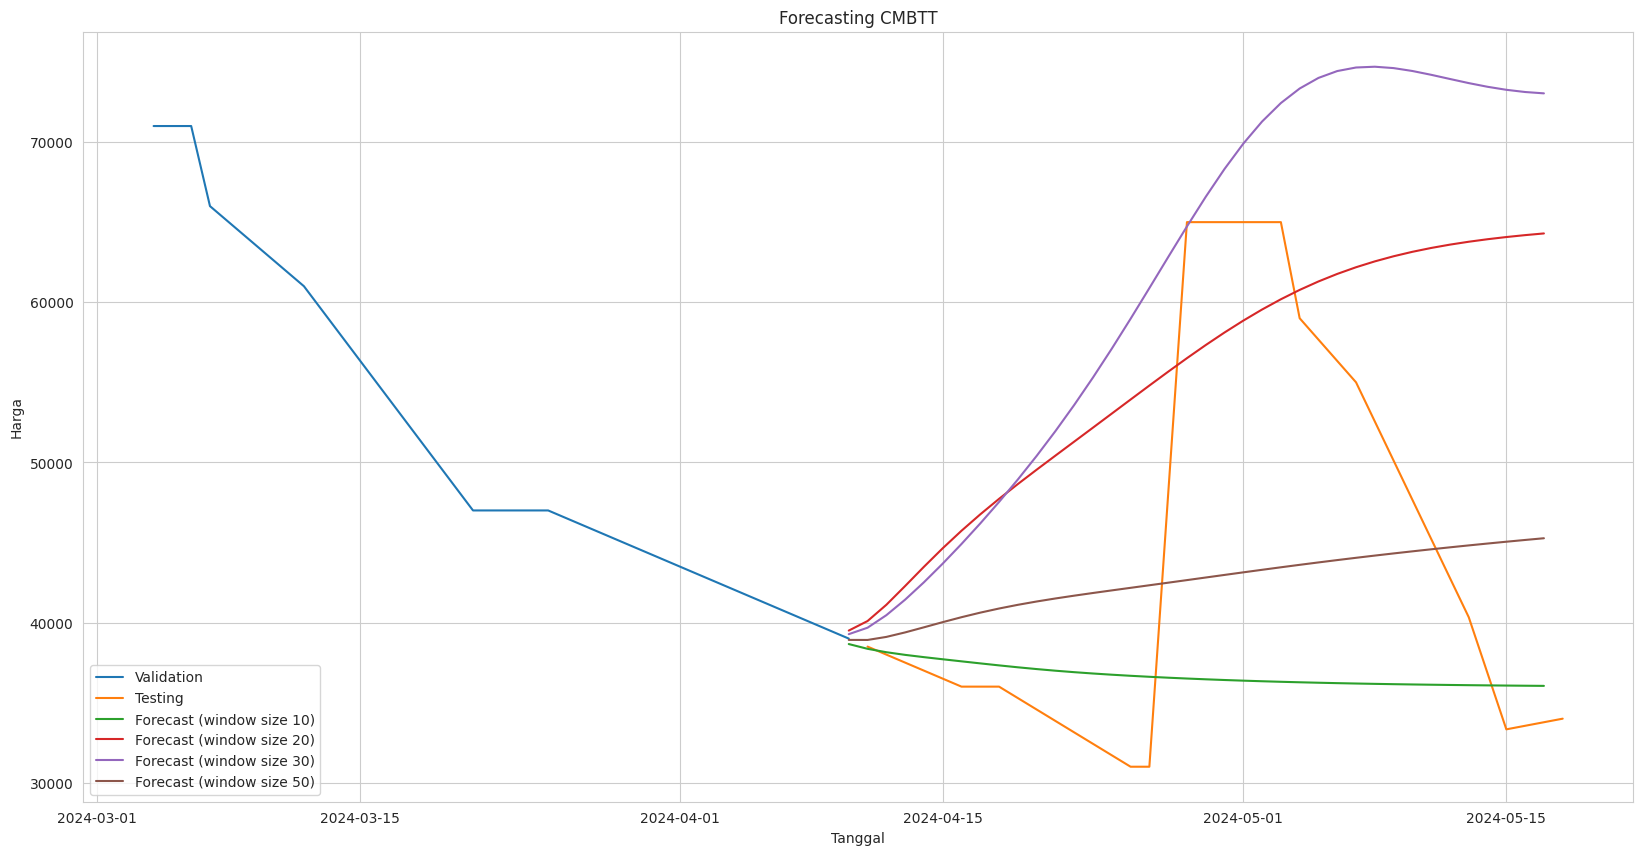 Forecasting CMBTT
Harga
70000
60000
50000
40000
30000
Validation
Testing
Forecast (window size 10)
Forecast (window size 20)
Forecast (window size 30)
Forecast (window size 50)
2024-03-01
2024-03-15
2024-04-01
2024-04-15
2024-05-01
2024-05-15
Tanggal